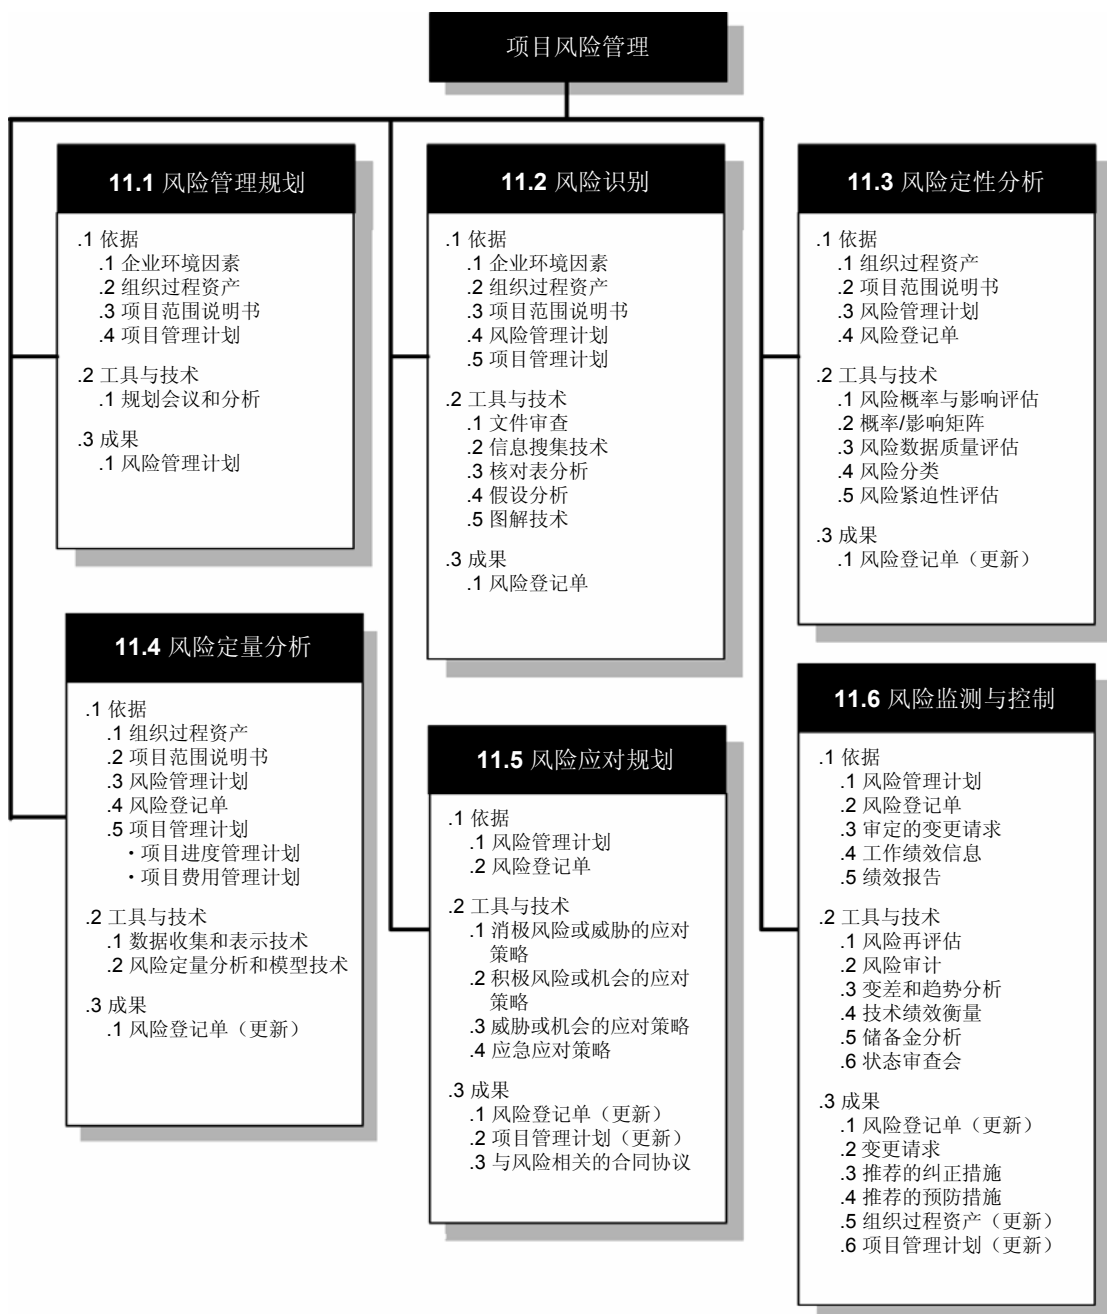 项目风险管理
11.1 风险管理规划
.1 依据
.1 企业环境因素
.2 组织过程资产
.3 项目范围说明书
.4 项目管理计划
.2 工具与技术
.1 规划会议和分析
.3 成果
.1 风险管理计划
11.2 风险识别
.1 依据
.1 企业环境因素
.2 组织过程资产
.3 项目范围说明书
.4 风险管理计划
.5 项目管理计划
.2 工具与技术
.1 文件审查
.2 信息搜集技术
.3 核对表分析
.4 假设分析
.5 图解技术
.3 成果
.1 风险登记单
11.3 风险定性分析
.1 依据
.1 组织过程资产
.2 项目范围说明书
.3 风险管理计划
.4 风险登记单
.2 工具与技术
.1 风险概率与影响评估
.2 概率/影响矩阵
.3 风险数据质量评估
.4 风险分类
.5 风险紧迫性评估
.3 成果
.1 风险登记单（更新）
11.4 风险定量分析
.1 依据
.1 组织过程资产
.2 项目范围说明书
.3 风险管理计划
.4 风险登记单
.5 项目管理计划
·项目进度管理计划
·项目费用管理计划
.2 工具与技术
.1 数据收集和表示技术
.2 风险定量分析和模型技术
.3 成果
.1 风险登记单（更新）
11.5 风险应对规划
.1 依据
.1 风险管理计划
.2 风险登记单
.2 工具与技术
.1 消极风险或威胁的应对
策略
.2 积极风险或机会的应对
策略
.3 威胁或机会的应对策略
.4 应急应对策略
.3 成果
.1 风险登记单（更新）
.2 项目管理计划（更新）
.3 与风险相关的合同协议
11.6 风险监测与控制
.1 依据
.1 风险管理计划
.2 风险登记单
.3 审定的变更请求
.4 工作绩效信息
.5 绩效报告
.2 工具与技术
.1 风险再评估
.2 风险审计
.3 变差和趋势分析
.4 技术绩效衡量
.5 储备金分析
.6 状态审查会
.3 成果
.1 风险登记单（更新）
.2 变更请求
.3 推荐的纠正措施
.4 推荐的预防措施
.5 组织过程资产（更新）
.6 项目管理计划（更新）